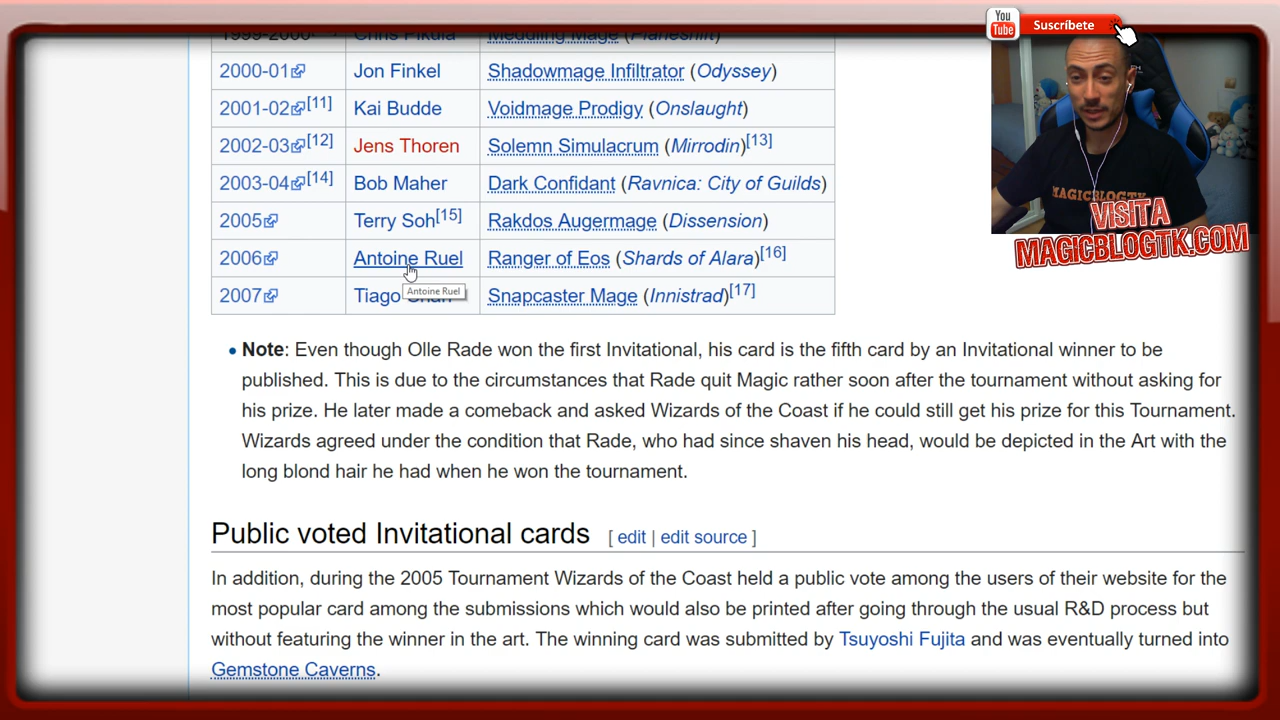 You Tube Suscríbete
1999-2000 Chris Pikula Meddling Mage (Planeshift)
2000-01 Jon Finkel Shadowmage Infiltrator (Odyssey)
2001-02[11] Kai Budde Voidmage Prodigy (Onslaught)
2002-03[12] Jens Thoren Solemn Simulacrum (Mirrodin)[13]
2003-04[14] Bob Maher Dark Confidant (Ravnica: City of Guilds)
2005 Terry Soh[15] Rakdos Augermage (Dissension)
2006 Antoine Ruel Ranger of Eos (Shards of Alara)[16]
Antoine Ruel
2007 Tiago Chan Snapcaster Mage (Innistrad)[17]
MAGICBLOGTK
VISITA
MAGICBLOGTK.COM
• Note: Even though Olle Rade won the first Invitational, his card is the fifth card by an Invitational winner to be
published. This is due to the circumstances that Rade quit Magic rather soon after the tournament without asking for
his prize. He later made a comeback and asked Wizards of the Coast if he could still get his prize for this Tournament.
Wizards agreed under the condition that Rade, who had since shaven his head, would be depicted in the Art with the
long blond hair he had when he won the tournament.
Public voted Invitational cards [ edit | edit source ]
In addition, during the 2005 Tournament Wizards of the Coast held a public vote among the users of their website for the
most popular card among the submissions which would also be printed after going through the usual R&D process but
without featuring the winner in the art. The winning card was submitted by Tsuyoshi Fujita and was eventually turned into
Gemstone Caverns.